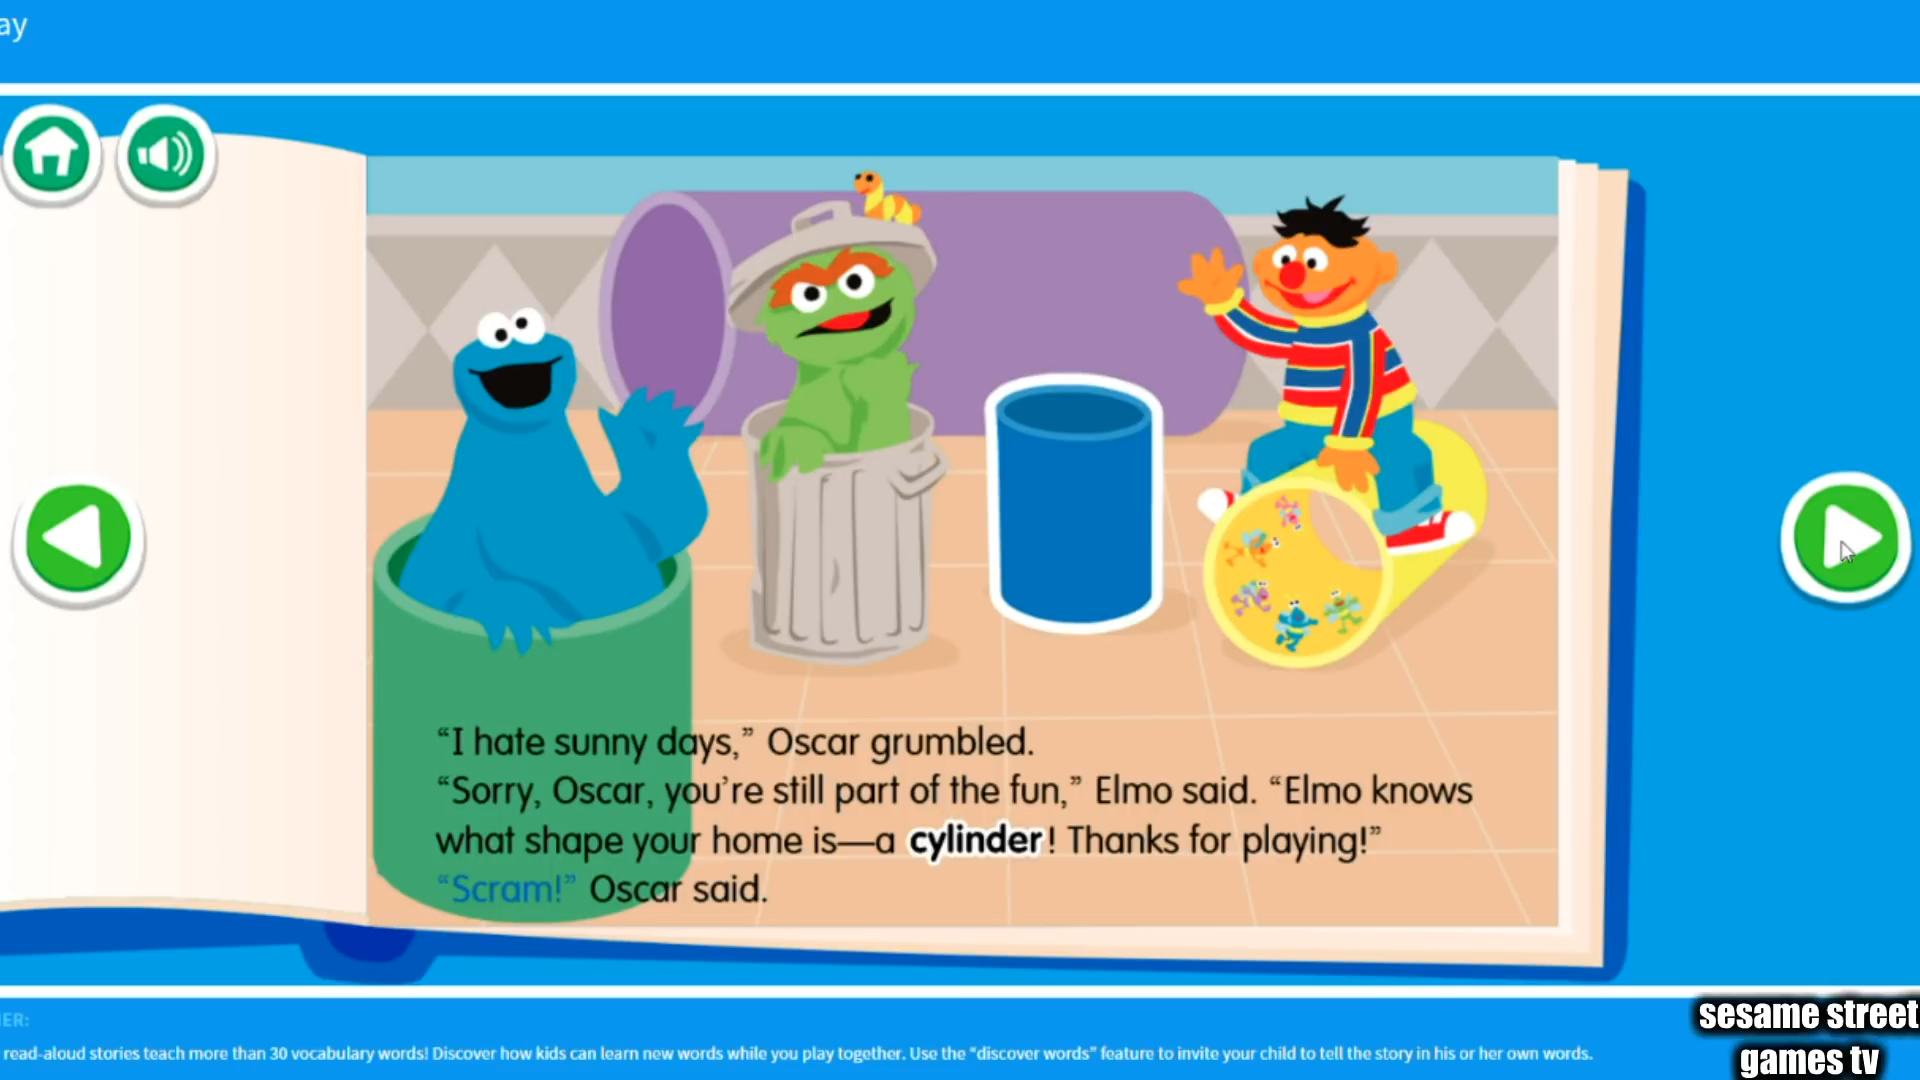 ay
“I hate sunny days,” Oscar grumbled.
“Sorry, Oscar, you’re still part of the fun,” Elmo said. “Elmo knows
what shape your home is—a cylinder! Thanks for playing!”
“Scram!” Oscar said.
ER:
read-aloud stories teach more than 30 vocabulary words! Discover how kids can learn new words while you play together. Use the “discover words” feature to invite your child to tell the story in his or her own words.
sesame street
games tv